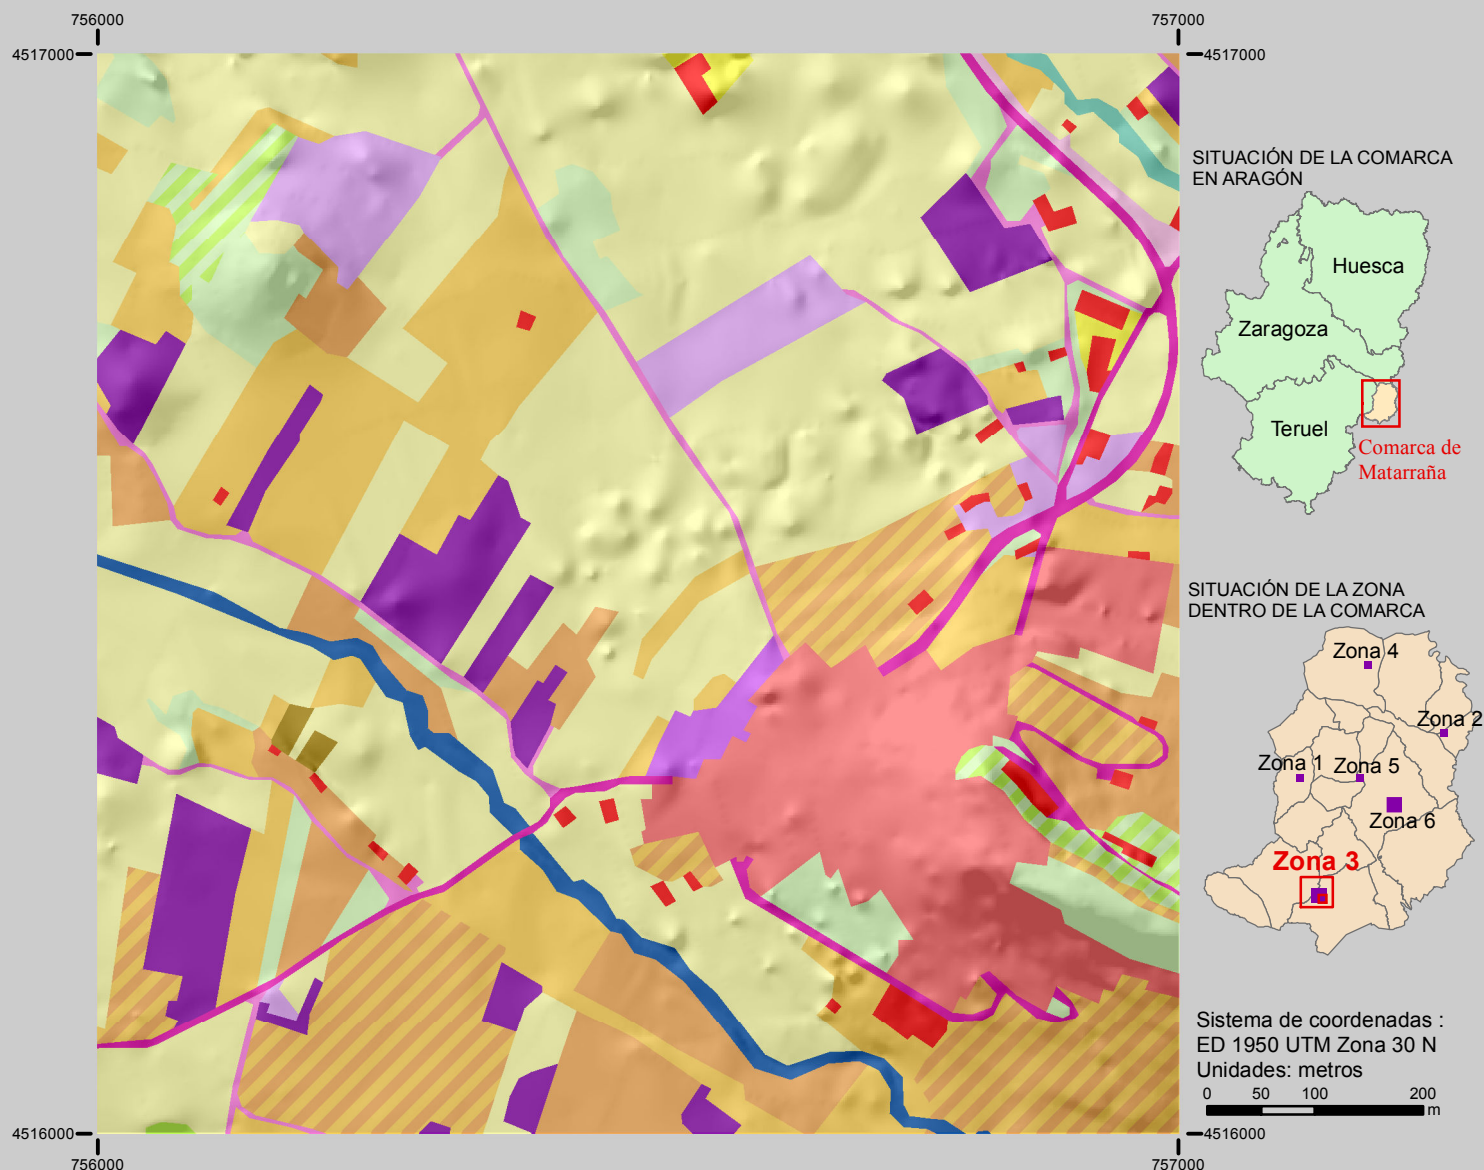 756000
757000
4517000
4517000
SITUACIÓN DE LA COMARCA
EN ARAGÓN
Huesca
Zaragoza
Teruel
Comarca de
Matarraña
SITUACIÓN DE LA ZONA
DENTRO DE LA COMARCA
Zona 4
Zona 2
Zona 1
Zona 5
Zona 6
Zona 3
Sistema de coordenadas :
ED 1950 UTM Zona 30 N
Unidades: metros
0 50 100 200
m
4516000
4516000
756000
757000